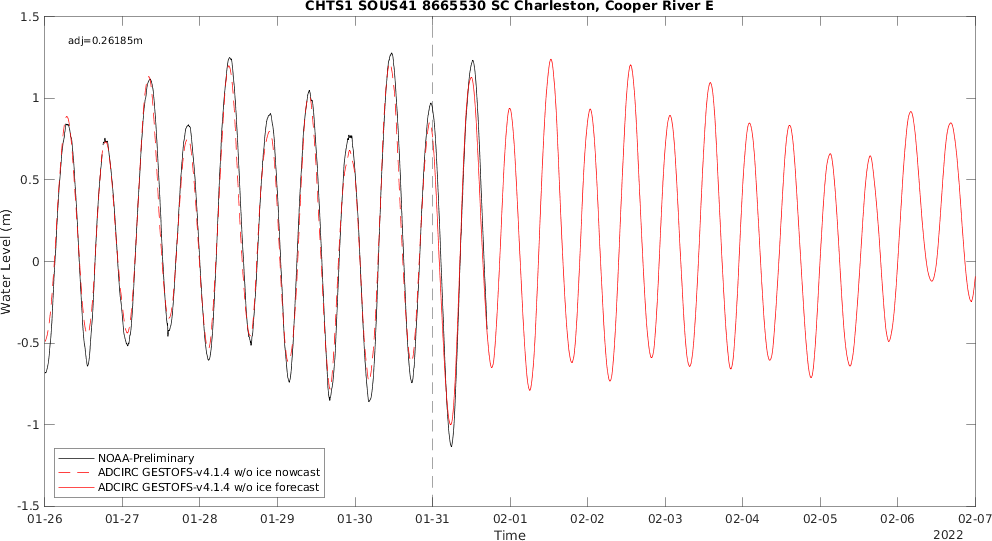 CHTS1 SOUS41 8665530 SC Charleston, Cooper River E
adj=0.26185m
1.5
1
0.5
0
-0.5
-1
-1.5
Water Level (m)
NOAA-Preliminary
ADCIRC GESTOFS-v4.1.4 w/o ice nowcast
ADCIRC GESTOFS-v4.1.4 w/o ice forecast
01-26 01-27 01-28 01-29 01-30 01-31 02-01 02-02 02-03 02-04 02-05 02-06 02-07
Time
2022